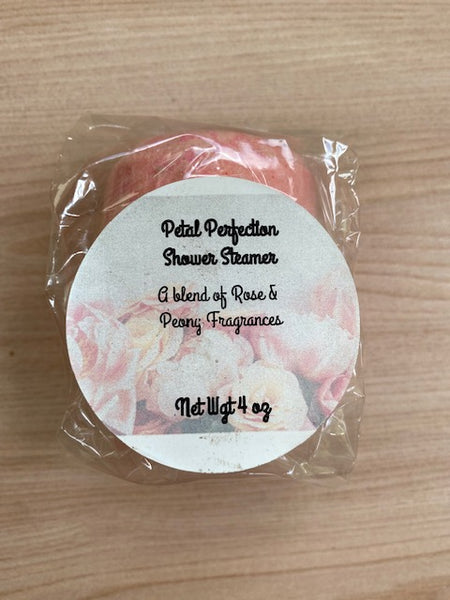 Petal Perfection
Shower Steamer
A blend of Rose &
Peony Fragrances
Net Wgt 4 oz